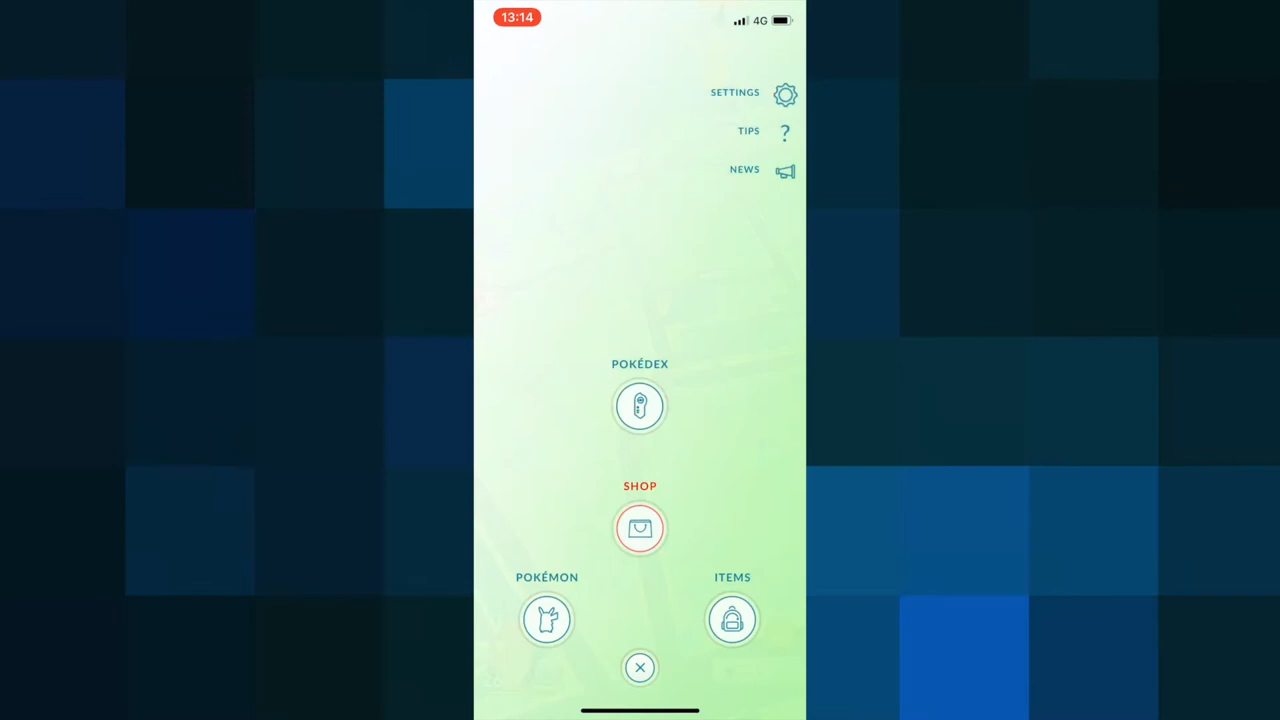 13:14
4G
SETTINGS
TIPS
?
NEWS
POKÉDEX
SHOP
POKÉMON
ITEMS